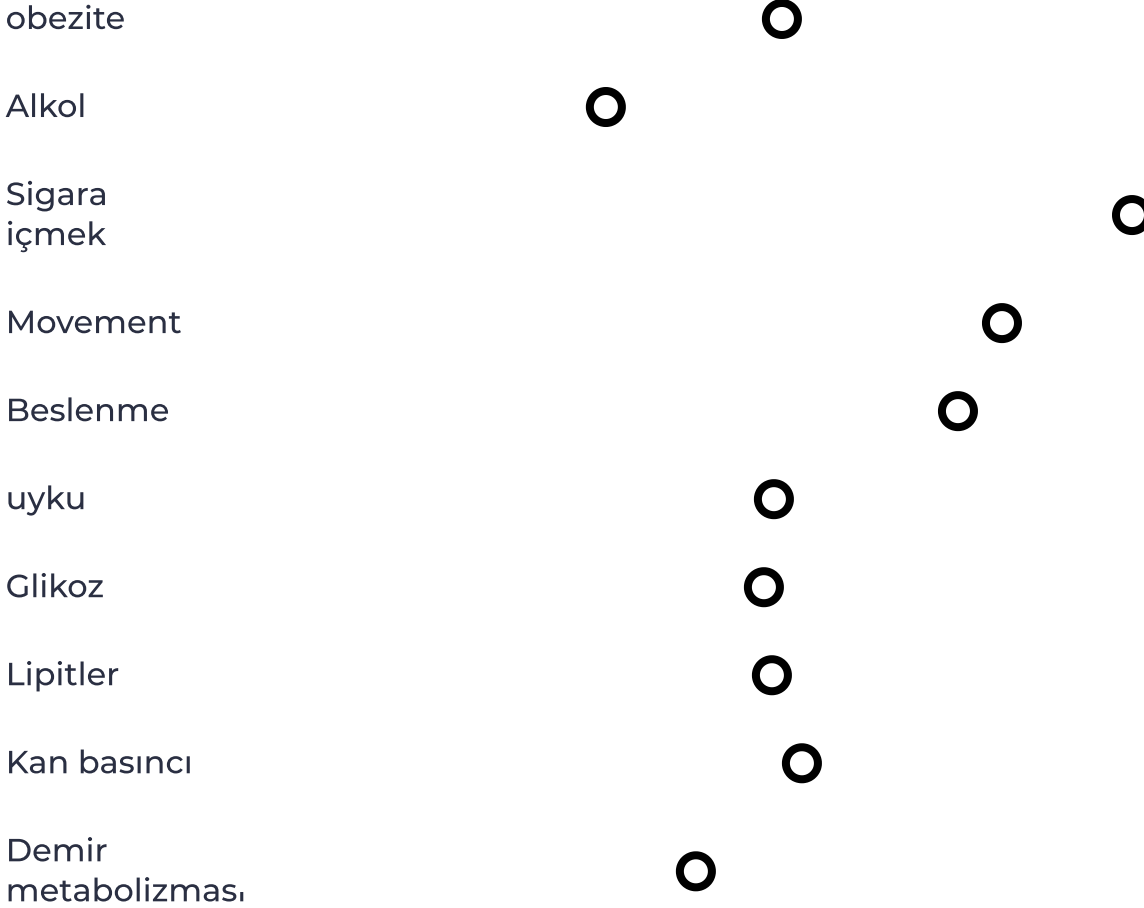 obezite
Alkol
Sigara
içmek
Movement
Beslenme
uyku
Glikoz
Lipitler
Kan basıncı
Demir
metabolizması